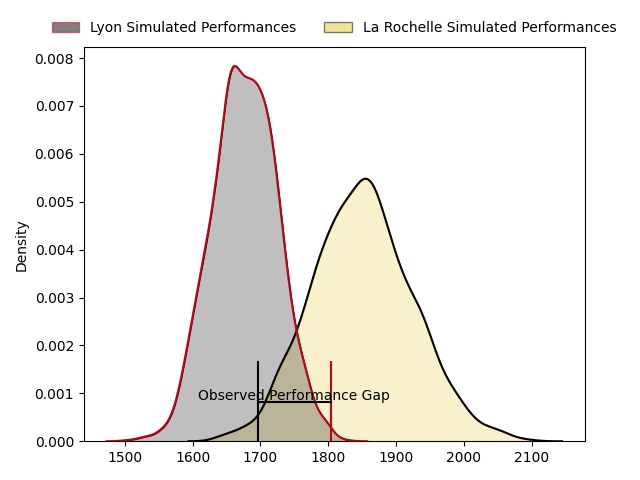 Lyon Simulated Performances La Rochelle Simulated Performances
0.008
0.007
0.006
0.005
0.004
0.003
0.002
0.001
0.000
Density
Observed Performance Gap
1500 1600 1700 1800 1900 2000 2100